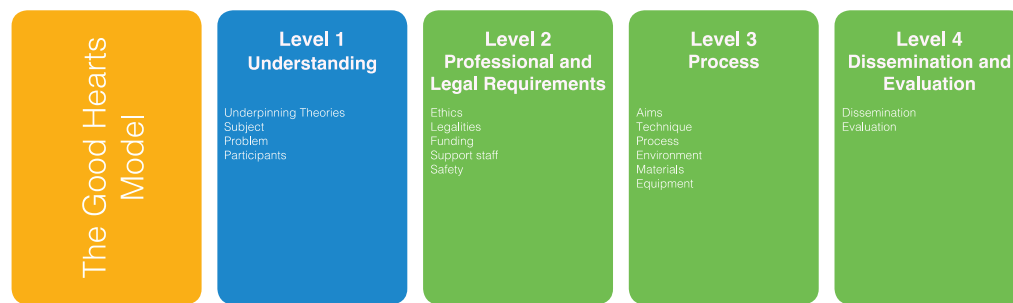 The Good Hearts
Model
Level 1
Understanding
Underpinning Theories
Subject
Problem
Participants
Level 2
Professional and
Legal Requirements
Ethics
Legalities
Funding
Support staff
Safety
Level 3
Process
Aims
Technique
Process
Environment
Materials
Equipment
Level 4
Dissemination and
Evaluation
Dissemination
Evaluation